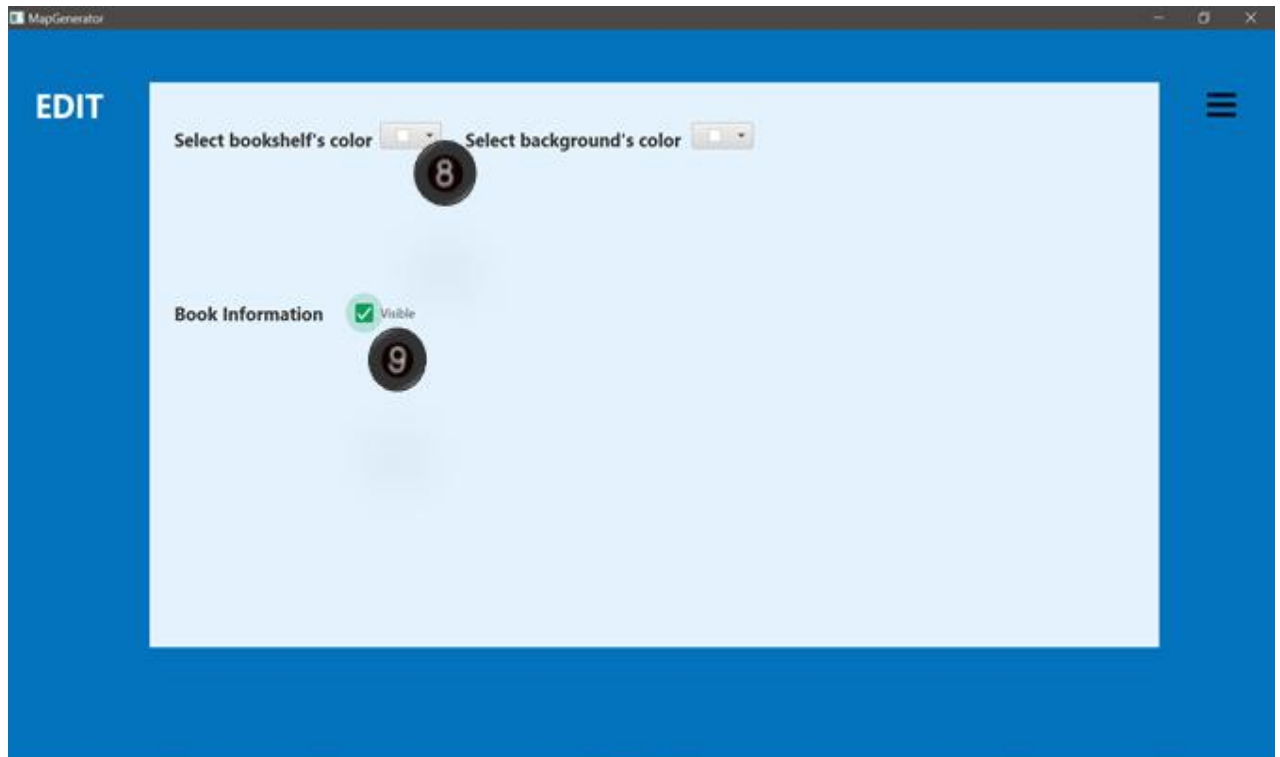 MapGenerator
EDIT
Select bookshelf's color Select background's color
8
Book Information Visible
9